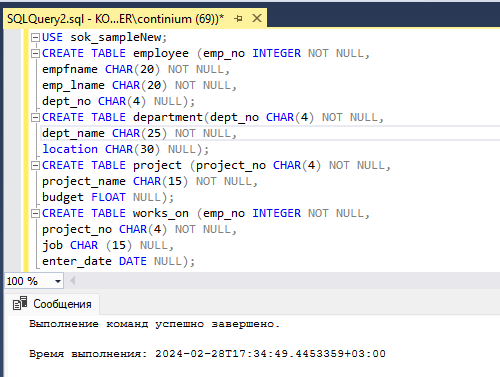 SQLQuery2.sql - KO...ER\continium (69))*
USE sok_sampleNew;
CREATE TABLE employee (emp_no INTEGER NOT NULL,
empfname CHAR(20) NOT NULL,
emp_lname CHAR(20) NOT NULL,
dept_no CHAR(4) NULL);
CREATE TABLE department(dept_no CHAR(4) NOT NULL,
dept_name CHAR(25) NOT NULL,
location CHAR(30) NULL);
CREATE TABLE project (project_no CHAR(4) NOT NULL,
project_name CHAR(15) NOT NULL,
budget FLOAT NULL);
CREATE TABLE works_on (emp_no INTEGER NOT NULL,
project_no CHAR(4) NOT NULL,
job CHAR (15) NULL,
enter_date DATE NULL);
100 %
Сообщения
Выполнение команд успешно завершено.
Время выполнения: 2024-02-28T17:34:49.4453359+03:00